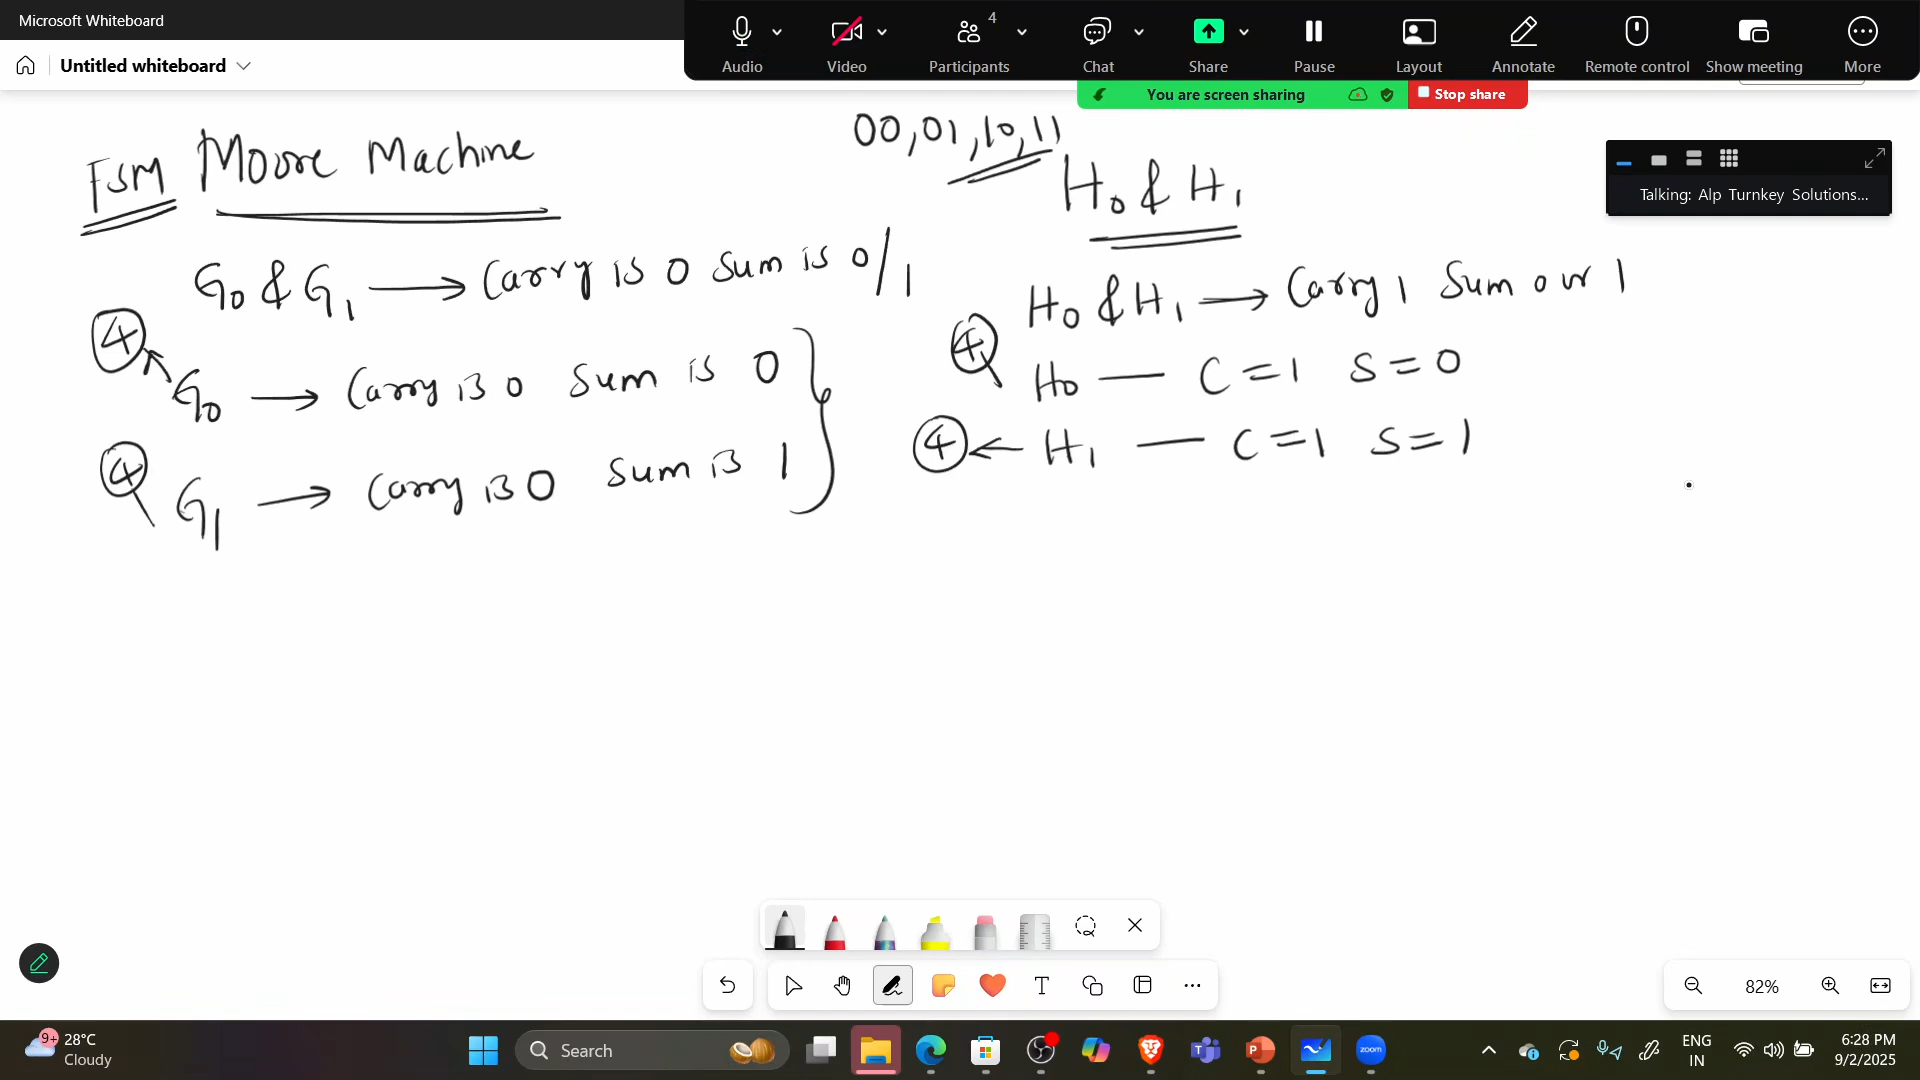 Microsoft Whiteboard
Untitled whiteboard
Audio
Video
4
Participants
Chat
Share
Pause
Layout
Annotate
Remote control
Show meeting
More
You are screen sharing
Stop share
Talking: Alp Turnkey Solutions...
FSM Moore Machine
00,01,10,11
H0 & H1
G0 & G1 → Carry is 0 Sum is 0/1
④
G0 → Carry is 0 Sum is 0
④
G1 → Carry is 0 Sum is 1
H0 & H1 → Carry 1 Sum 0 or 1
④
H0 — C=1 S=0
④ ← H1 — C=1 S=1
82%
9+
28°C
Cloudy
Search
zoom
ENG
IN
6:28 PM
9/2/2025